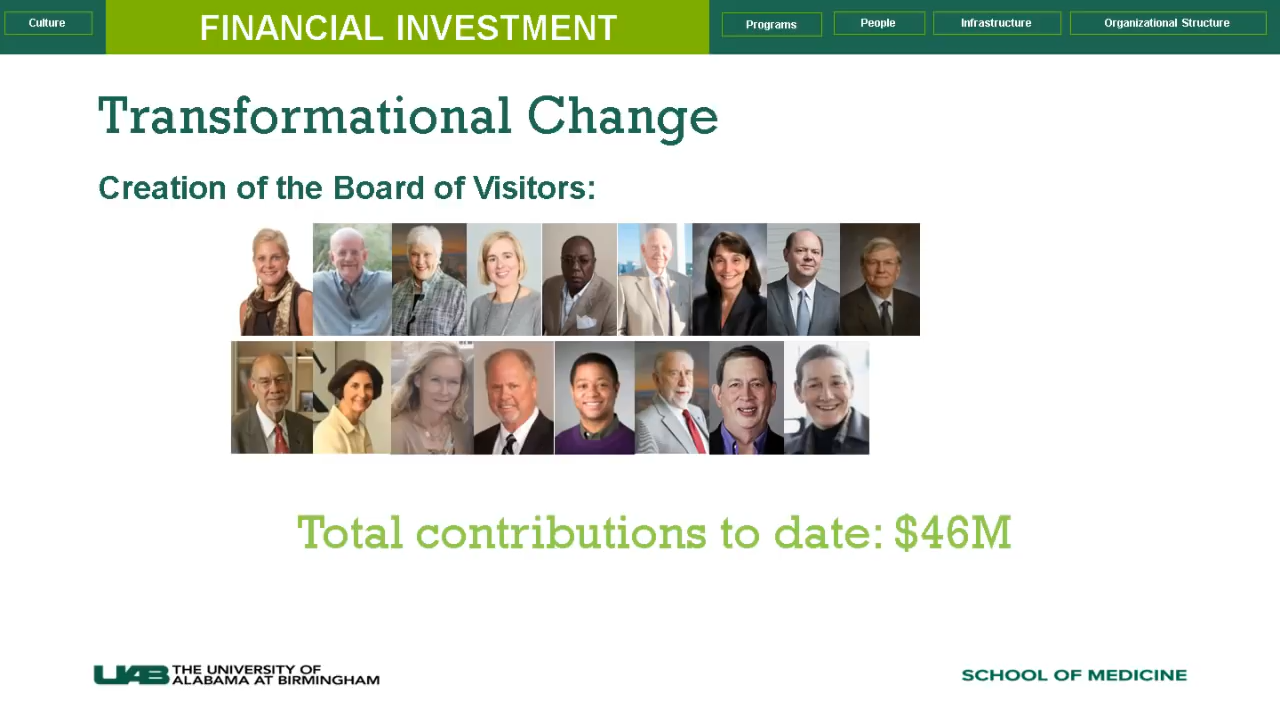 Culture
FINANCIAL INVESTMENT
Programs
People
Infrastructure
Organizational Structure
Transformational Change
Creation of the Board of Visitors:
Total contributions to date: $46M
UAB
THE UNIVERSITY OF
ALABAMA AT BIRMINGHAM
SCHOOL OF MEDICINE